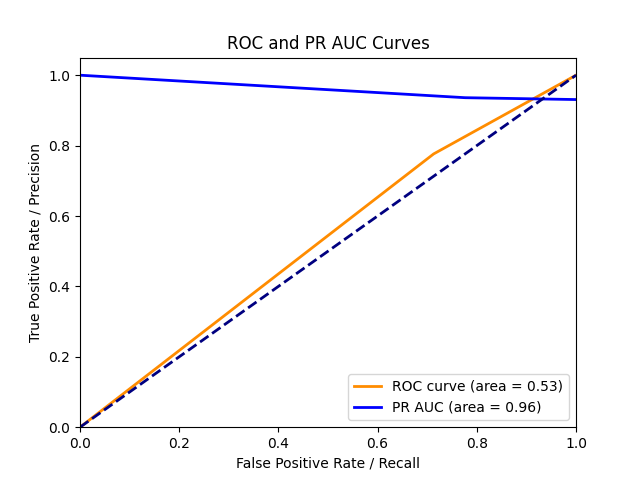 ROC and PR AUC Curves
True Positive Rate / Precision
1.0
0.8
0.6
0.4
0.2
0.0
ROC curve (area = 0.53)
PR AUC (area = 0.96)
0.0 0.2 0.4 0.6 0.8 1.0
False Positive Rate / Recall